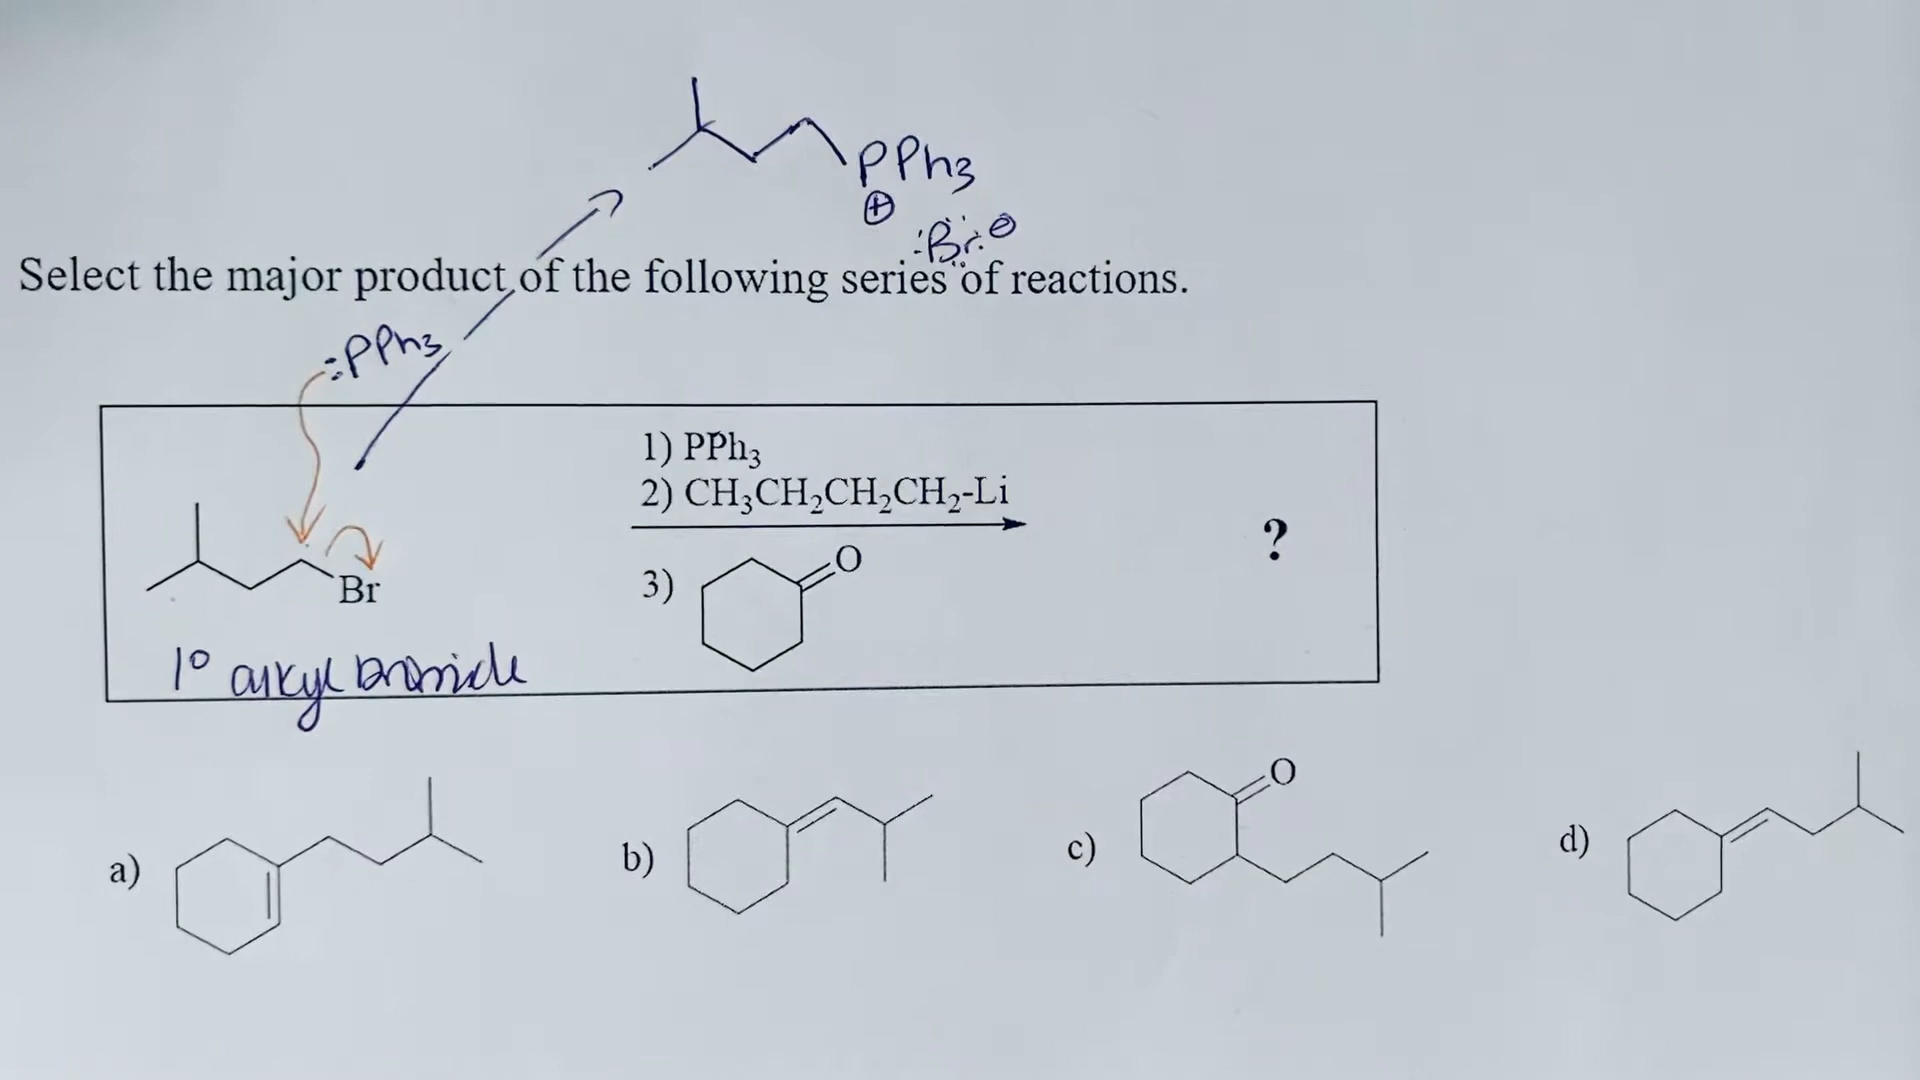 PPh3
⊕
:Br:⊖
Select the major product of the following series of reactions.
:PPh3
1) PPh₃
2) CH₃CH₂CH₂CH₂-Li
3)
O
Br
?
1° alkyl bromide
a)
b)
c)
O
d)